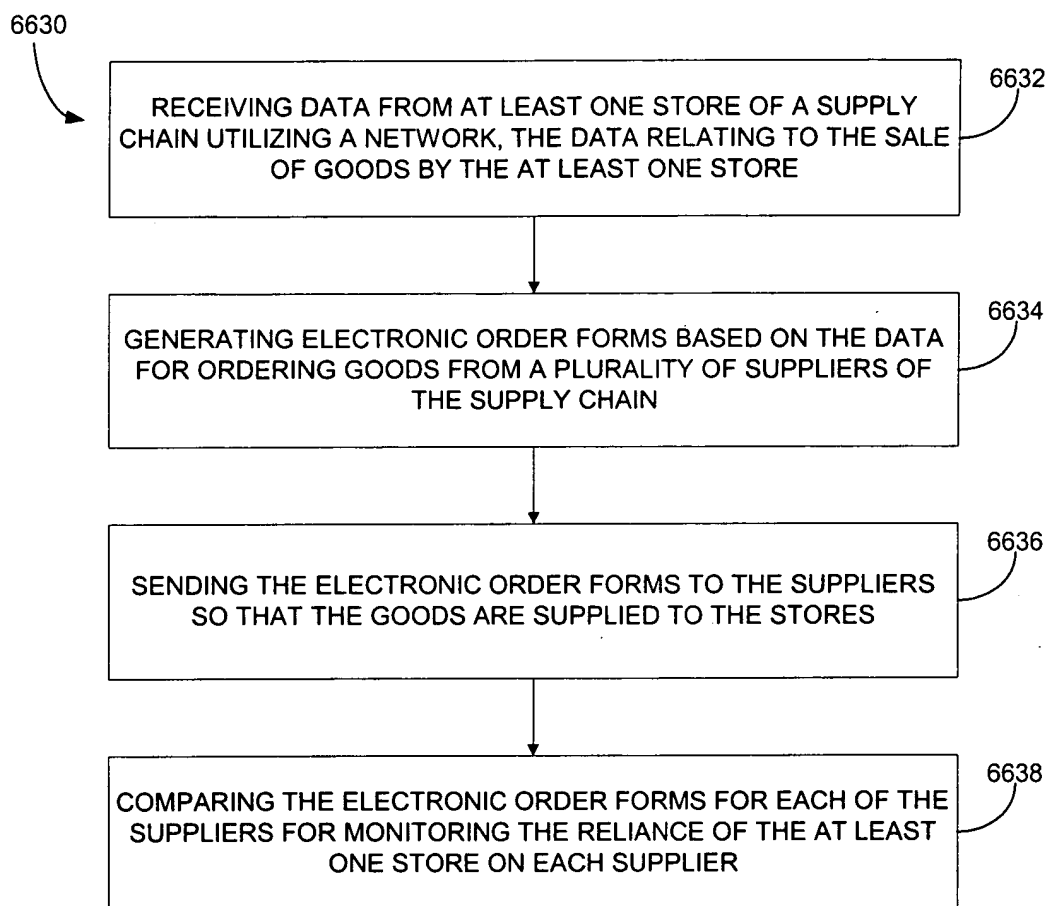 6630
RECEIVING DATA FROM AT LEAST ONE STORE OF A SUPPLY
CHAIN UTILIZING A NETWORK, THE DATA RELATING TO THE SALE
OF GOODS BY THE AT LEAST ONE STORE
6632
GENERATING ELECTRONIC ORDER FORMS BASED ON THE DATA
FOR ORDERING GOODS FROM A PLURALITY OF SUPPLIERS OF
THE SUPPLY CHAIN
6634
SENDING THE ELECTRONIC ORDER FORMS TO THE SUPPLIERS
SO THAT THE GOODS ARE SUPPLIED TO THE STORES
6636
COMPARING THE ELECTRONIC ORDER FORMS FOR EACH OF THE
SUPPLIERS FOR MONITORING THE RELIANCE OF THE AT LEAST
ONE STORE ON EACH SUPPLIER
6638